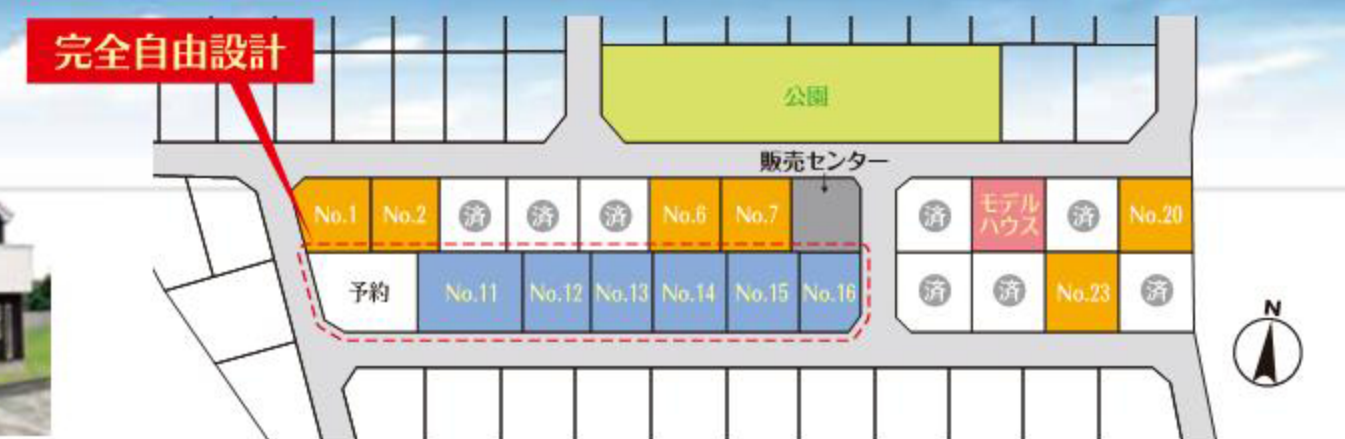 完全自由設計
公園
販売センター
No.1
No.2
済
済
済
No.6
No.7
済
モデル
ハウス
済
No.20
予約
No.11
No.12
No.13
No.14
No.15
No.16
済
済
No.23
済
N